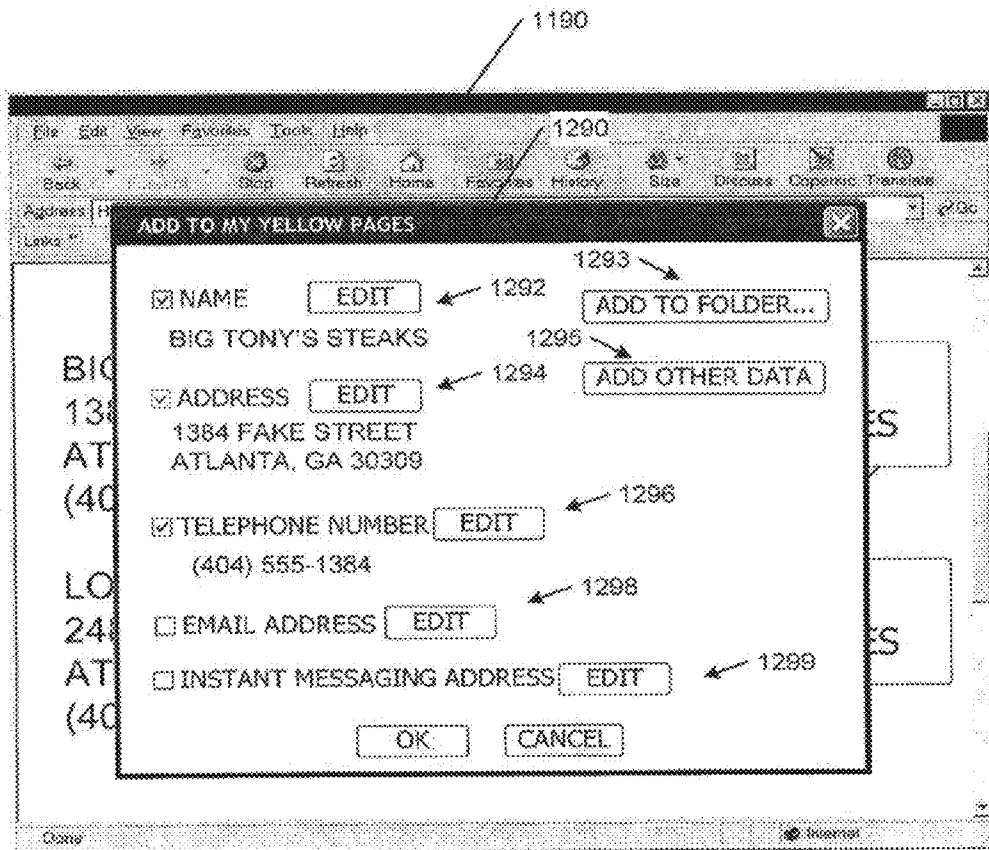 1190
File Edit View Favorites Tools Help
1290
Back Stop Refresh Home Favorites History Size Discuss Copernic Translate
Address H Go
Links
ADD TO MY YELLOW PAGES
1293
NAME EDIT 1292 ADD TO FOLDER...
BIG TONY'S STEAKS 1295
BIG
ADDRESS EDIT 1294 ADD OTHER DATA
138
1384 FAKE STREET ES
AT ATLANTA, GA 30309
(40
1296
TELEPHONE NUMBER EDIT
(404) 555-1384
LO 1298
248 EMAIL ADDRESS EDIT ES
AT 1299
INSTANT MESSAGING ADDRESS EDIT
(40
OK CANCEL
Done Internet